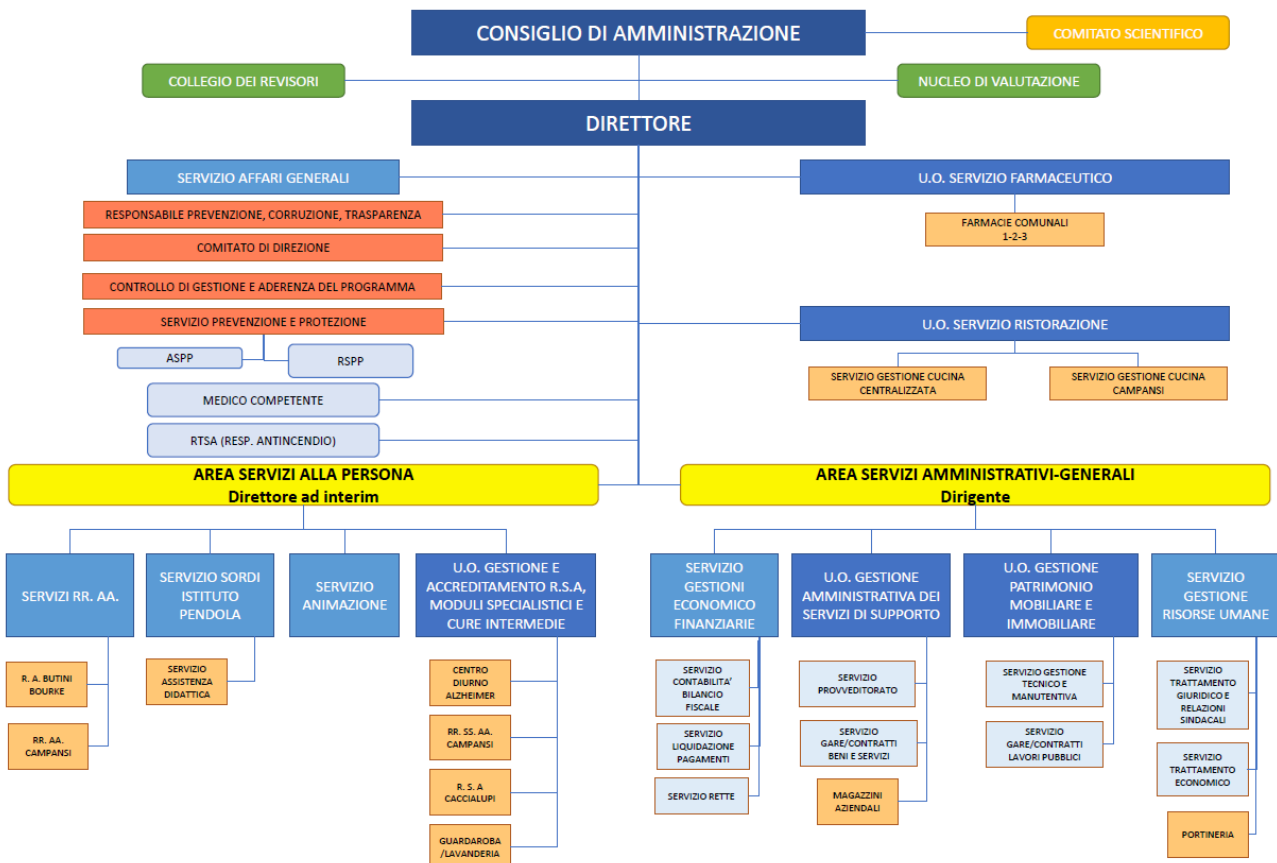 CONSIGLIO DI AMMINISTRAZIONE
COMITATO SCIENTIFICO
COLLEGIO DEI REVISORI
NUCLEO DI VALUTAZIONE
DIRETTORE
SERVIZIO AFFARI GENERALI
U.O. SERVIZIO FARMACEUTICO
RESPONSABILE PREVENZIONE, CORRUZIONE, TRASPARENZA
FARMACIE COMUNALI
1-2-3
COMITATO DI DIREZIONE
CONTROLLO DI GESTIONE E ADERENZA DEL PROGRAMMA
SERVIZIO PREVENZIONE E PROTEZIONE
U.O. SERVIZIO RISTORAZIONE
ASPP
RSPP
SERVIZIO GESTIONE CUCINA
CENTRALIZZATA
SERVIZIO GESTIONE CUCINA
CAMPANSI
MEDICO COMPETENTE
RTSA (RESP. ANTINCENDIO)
AREA SERVIZI ALLA PERSONA
Direttore ad interim
AREA SERVIZI AMMINISTRATIVI-GENERALI
Dirigente
SERVIZI RR. AA.
SERVIZIO SORDI
ISTITUTO
PENDOLA
SERVIZIO
ANIMAZIONE
U.O. GESTIONE E
ACCREDITAMENTO R.S.A,
MODULI SPECIALISTICI E
CURE INTERMEDIE
SERVIZIO
GESTIONI
ECONOMICO
FINANZIARIE
U.O. GESTIONE
AMMINISTRATIVA DEI
SERVIZI DI SUPPORTO
U.O. GESTIONE
PATRIMONIO
MOBILIARE E
IMMOBILIARE
SERVIZIO
GESTIONE
RISORSE UMANE
R. A. BUTINI
BOURKE
RR. AA.
CAMPANSI
SERVIZIO
ASSISTENZA
DIDATTICA
CENTRO
DIURNO
ALZHEIMER
RR. SS. AA.
CAMPANSI
R. S. A
CACCIALUPI
GUARDAROBA
/LAVANDERIA
SERVIZIO
CONTABILITA'
BILANCIO
FISCALE
SERVIZIO
LIQUIDAZIONE
PAGAMENTI
SERVIZIO RETTE
SERVIZIO
PROVVEDITORATO
SERVIZIO
GARE/CONTRATTI
BENI E SERVIZI
MAGAZZINI
AZIENDALI
SERVIZIO GESTIONE
TECNICO E
MANUTENTIVA
SERVIZIO
GARE/CONTRATTI
LAVORI PUBBLICI
SERVIZIO
TRATTAMENTO
GIURIDICO E
RELAZIONI
SINDACALI
SERVIZIO
TRATTAMENTO
ECONOMICO
PORTINERIA